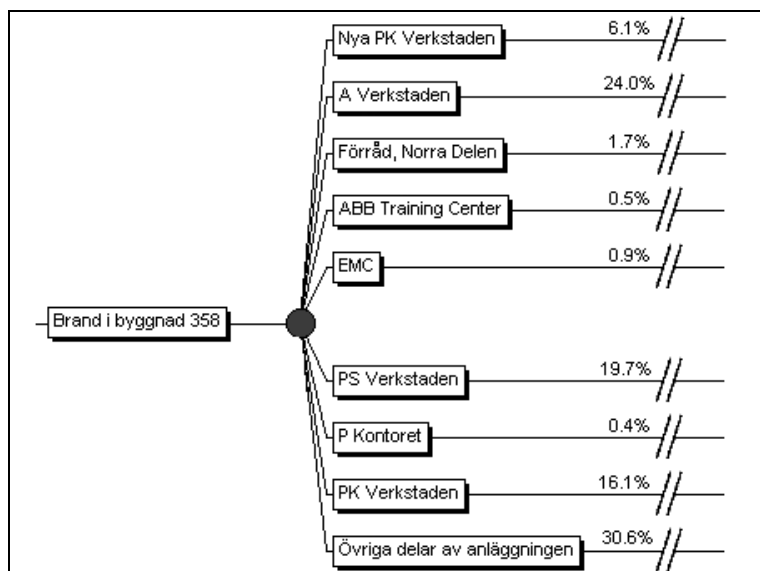 Nya PK Verkstaden 6.1%
A Verkstaden 24.0%
Förråd, Norra Delen 1.7%
ABB Training Center 0.5%
EMC 0.9%
Brand i byggnad 358
PS Verkstaden 19.7%
P Kontoret 0.4%
PK Verkstaden 16.1%
Övriga delar av anläggningen 30.6%